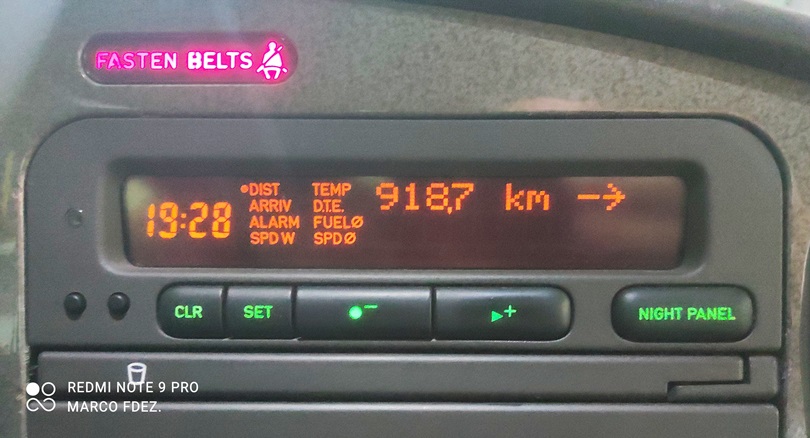 FASTEN BELTS
DIST TEMP 918,7 km →
19:28
ARRIV D.T.E.
ALARM FUELØ
SPD W SPDØ
CLR SET - ▶+ NIGHT PANEL
REDMI NOTE 9 PRO
MARCO FDEZ.